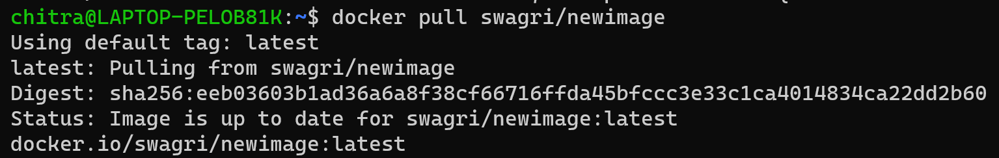 chitra@LAPTOP-PELOB81K:~$ docker pull swagri/newimage
Using default tag: latest
latest: Pulling from swagri/newimage
Digest: sha256:eeb03603b1ad36a6a8f38cf66716ffda45bfccc3e33c1ca4014834ca22dd2b60
Status: Image is up to date for swagri/newimage:latest
docker.io/swagri/newimage:latest